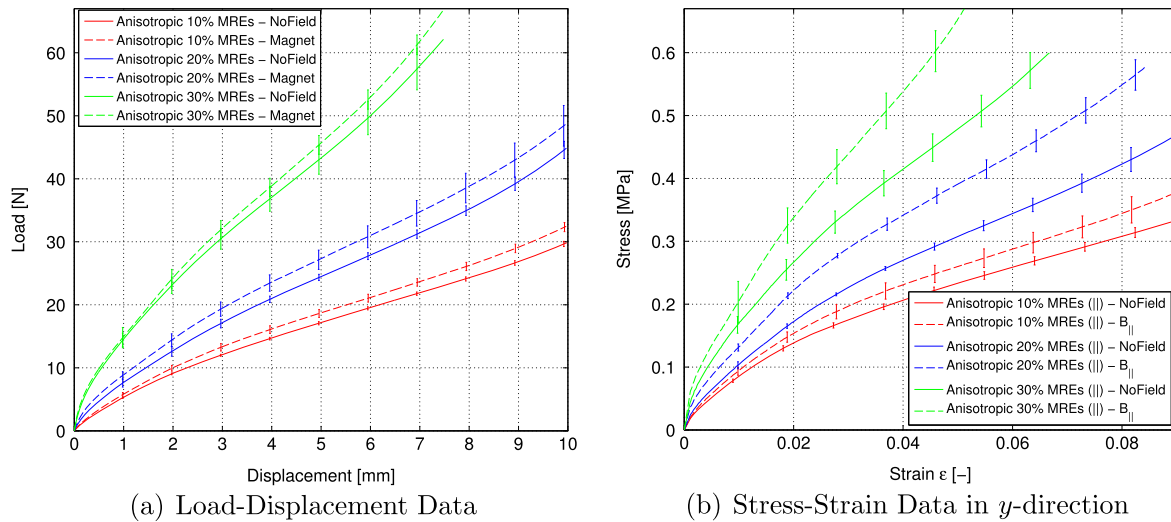 Anisotropic 10% MREs − NoField
Anisotropic 10% MREs − Magnet
Anisotropic 20% MREs − NoField
Anisotropic 20% MREs − Magnet
Anisotropic 30% MREs − NoField
Anisotropic 30% MREs − Magnet
60
50
40
30
20
10
0
Load [N]
0 1 2 3 4 5 6 7 8 9 10
Displacement [mm]
(a) Load-Displacement Data
0.6
0.5
0.4
0.3
0.2
0.1
0
Stress [MPa]
Anisotropic 10% MREs (||) − NoField
Anisotropic 10% MREs (||) − B||
Anisotropic 20% MREs (||) − NoField
Anisotropic 20% MREs (||) − B||
Anisotropic 30% MREs (||) − NoField
Anisotropic 30% MREs (||) − B||
0 0.02 0.04 0.06 0.08
Strain ε [−]
(b) Stress-Strain Data in y-direction